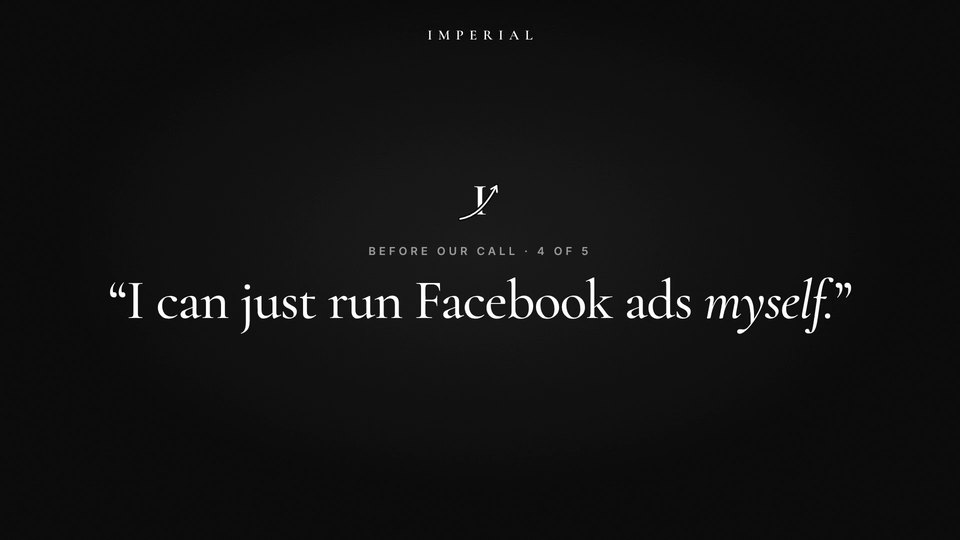 IMPERIAL
BEFORE OUR CALL · 4 OF 5
“I can just run Facebook ads myself.”